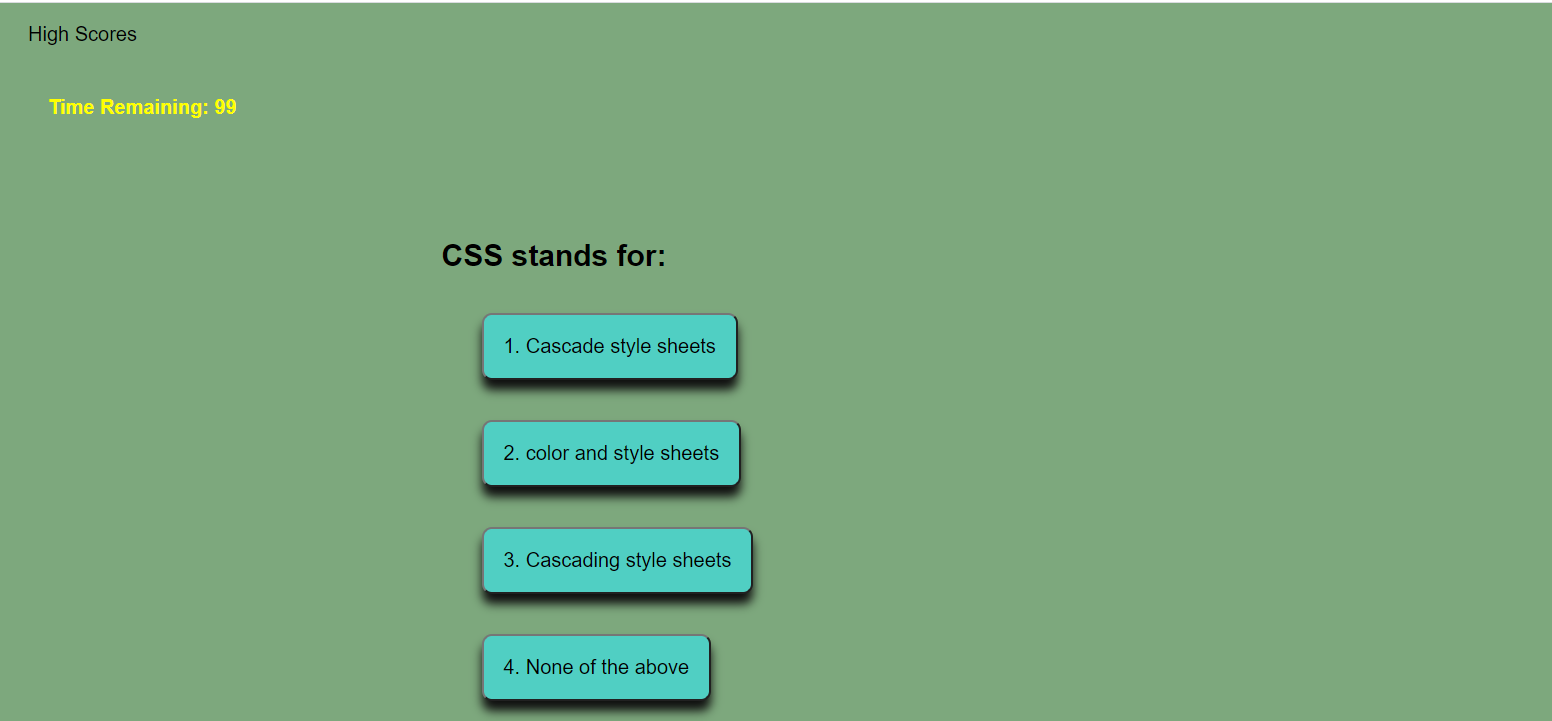 High Scores
Time Remaining: 99
CSS stands for:
1. Cascade style sheets
2. color and style sheets
3. Cascading style sheets
4. None of the above